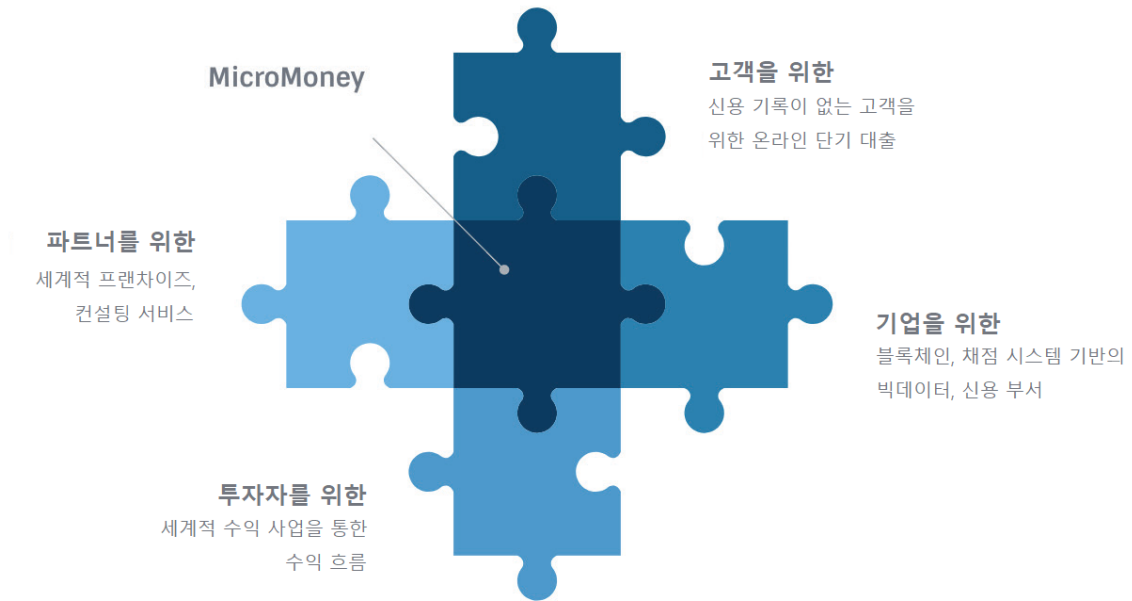 MicroMoney
고객을 위한
신용 기록이 없는 고객을
위한 온라인 단기 대출
파트너를 위한
세계적 프랜차이즈,
컨설팅 서비스
기업을 위한
블록체인, 채점 시스템 기반의
빅데이터, 신용 부서
투자자를 위한
세계적 수익 사업을 통한
수익 흐름